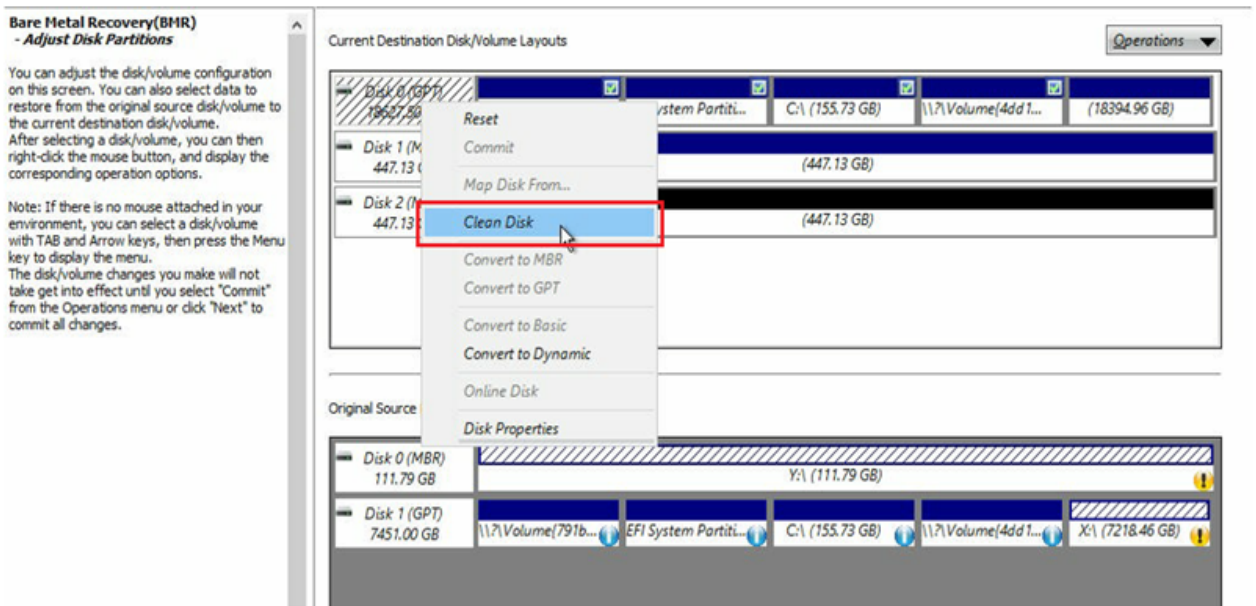 Bare Metal Recovery(BMR)
- Adjust Disk Partitions
You can adjust the disk/volume configuration
on this screen. You can also select data to
restore from the original source disk/volume to
the current destination disk/volume.
After selecting a disk/volume, you can then
right-click the mouse button, and display the
corresponding operation options.
Note: If there is no mouse attached in your
environment, you can select a disk/volume
with TAB and Arrow keys, then press the Menu
key to display the menu.
The disk/volume changes you make will not
take get into effect until you select "Commit"
from the Operations menu or click "Next" to
commit all changes.
Current Destination Disk/Volume Layouts
Operations
Disk 0 (GPT)
18627.50
ystem Partiti...
C:\ (155.73 GB)
\\?\Volume{4dd1...
(18394.96 GB)
Disk 1 (M
447.13
(447.13 GB)
Disk 2 (M
447.13
(447.13 GB)
Reset
Commit
Map Disk From...
Clean Disk
Convert to MBR
Convert to GPT
Convert to Basic
Convert to Dynamic
Online Disk
Disk Properties
Original Source
Disk 0 (MBR)
111.79 GB
Y:\ (111.79 GB)
Disk 1 (GPT)
7451.00 GB
\\?\Volume{791b...
EFI System Partiti...
C:\ (155.73 GB)
\\?\Volume{4dd1...
X:\ (7218.46 GB)